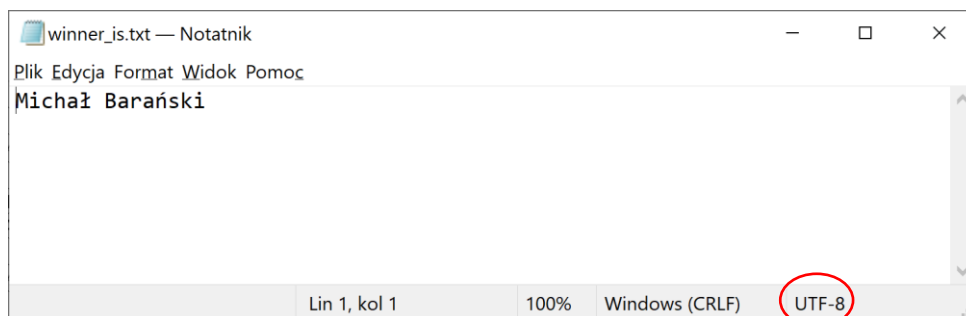 winner_is.txt — Notatnik
Plik Edycja Format Widok Pomoc
Michał Barański
Lin 1, kol 1 100% Windows (CRLF) UTF-8